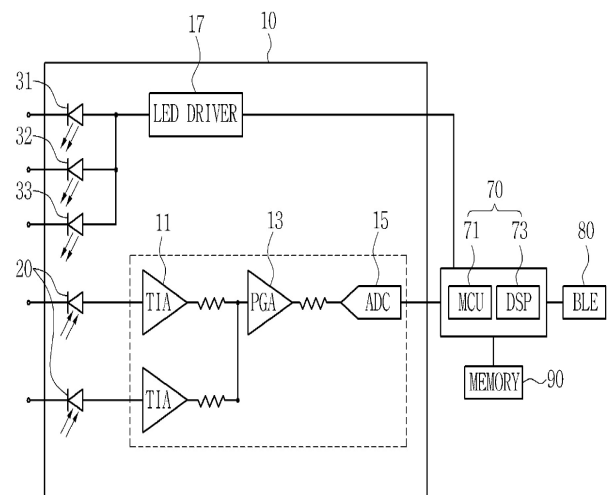 10
17
31
LED DRIVER
32
33
70
11
13
15
71
73
80
20
TIA
PGA
ADC
MCU
DSP
BLE
TIA
MEMORY
90